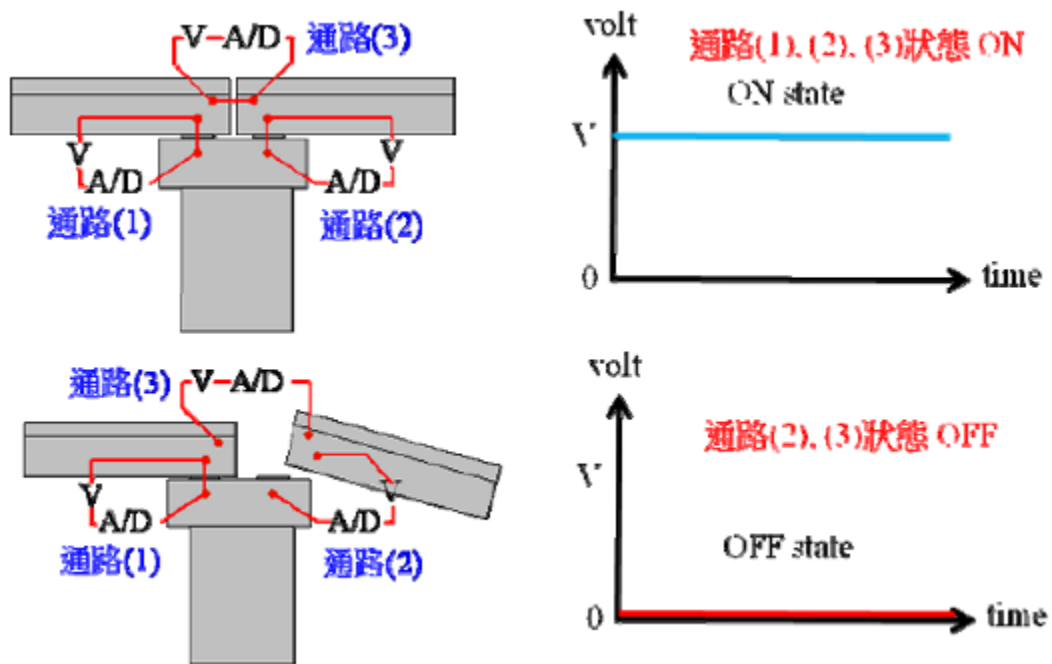 V-A/D 通路(3)
V
A/D
通路(1)
V
A/D
通路(2)
volt
通路(1), (2), (3)狀態 ON
ON state
V
0
time
通路(3) V-A/D
V
A/D
通路(1)
V
A/D
通路(2)
volt
通路(2), (3)狀態 OFF
V
OFF state
0
time